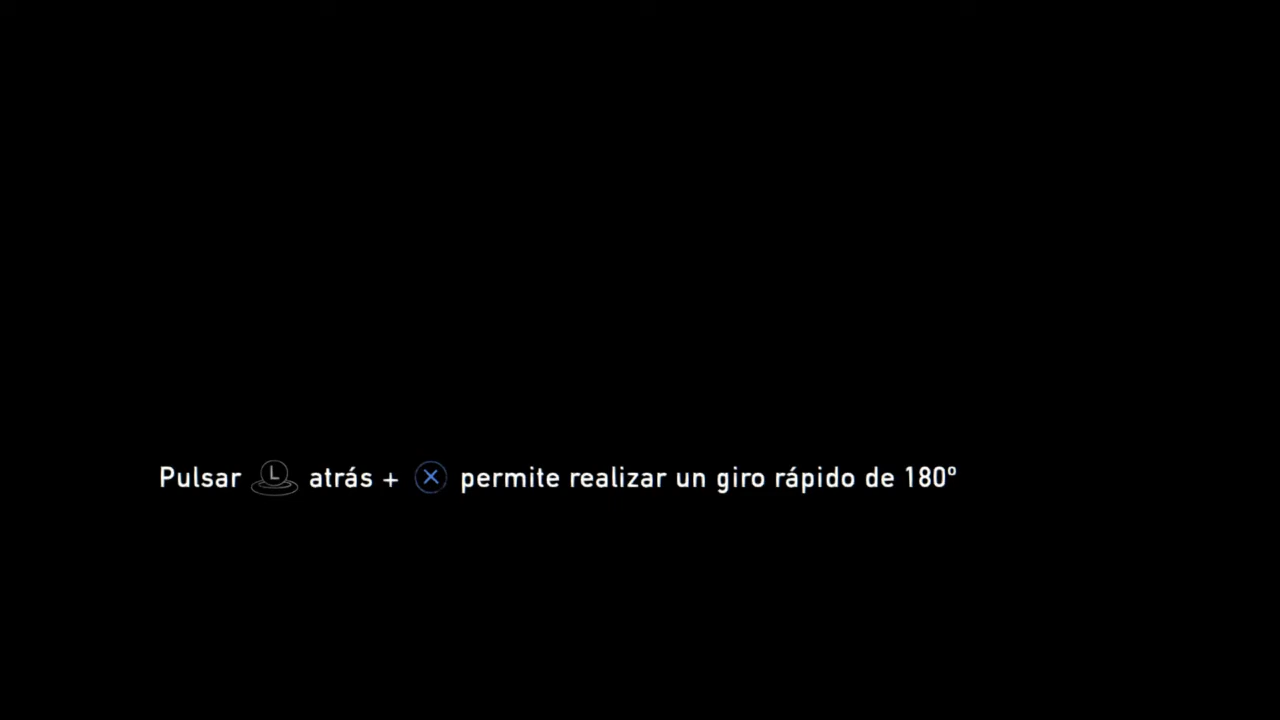 Pulsar L atrás + X permite realizar un giro rápido de 180º